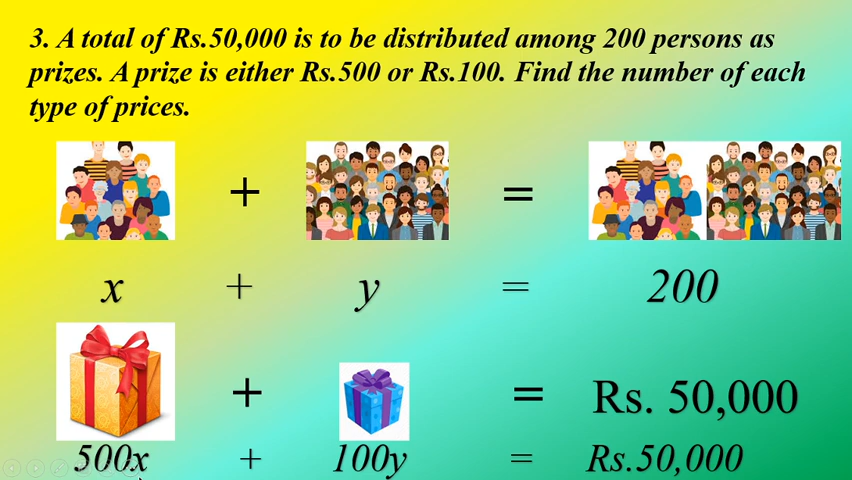 3. A total of Rs.50,000 is to be distributed among 200 persons as
prizes. A prize is either Rs.500 or Rs.100. Find the number of each
type of prices.
+ =
x + y = 200
+ = Rs. 50,000
500x + 100y = Rs.50,000